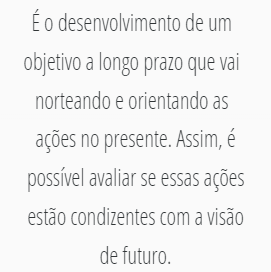 É o desenvolvimento de um
objetivo a longo prazo que vai
norteando e orientando as
ações no presente. Assim, é
possível avaliar se essas ações
estão condizentes com a visão
de futuro.